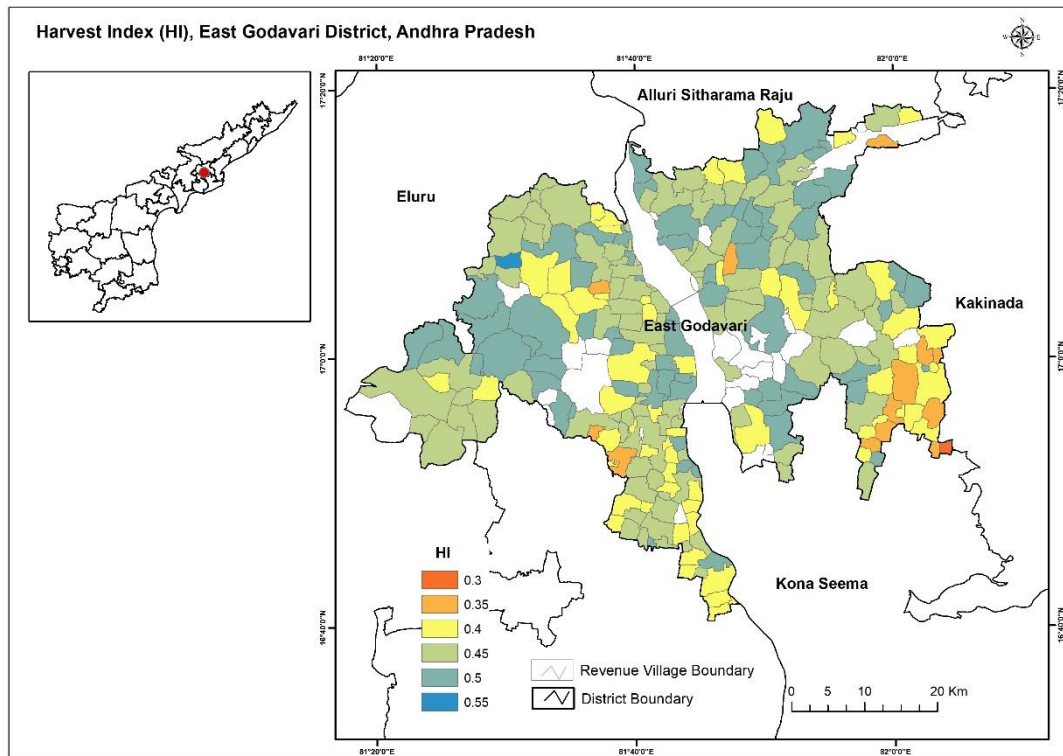 Harvest Index (HI), East Godavari District, Andhra Pradesh
N
W E
S
81°20'0"E 81°40'0"E 82°0'0"E
17°20'0"N 17°20'0"N
Alluri Sitharama Raju
Eluru
Kakinada
East Godavari
17°0'0"N 17°0'0"N
Kona Seema
HI
0.3
0.35
0.4
0.45
0.5
0.55
Revenue Village Boundary
District Boundary
0 5 10 20 Km
16°40'0"N 16°40'0"N
81°20'0"E 81°40'0"E 82°0'0"E